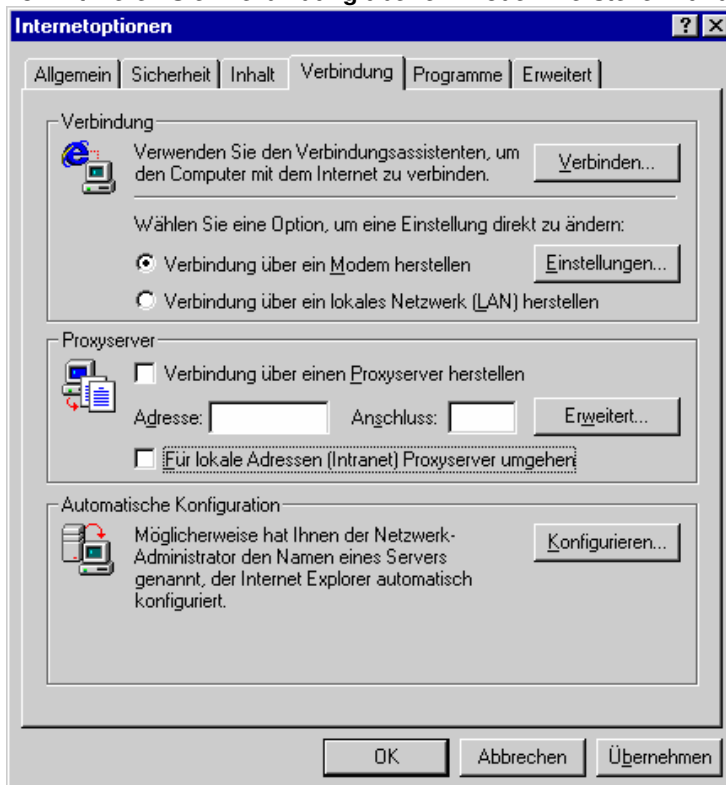 Internetoptionen
Allgemein Sicherheit Inhalt Verbindung Programme Erweitert
Verbindung
Verwenden Sie den Verbindungsassistenten, um
den Computer mit dem Internet zu verbinden.
Verbinden...
Wählen Sie eine Option, um eine Einstellung direkt zu ändern:
Verbindung über ein Modem herstellen
Einstellungen...
Verbindung über ein lokales Netzwerk (LAN) herstellen
Proxyserver
Verbindung über einen Proxyserver herstellen
Adresse: Anschluss: Erweitert...
Für lokale Adressen (Intranet) Proxyserver umgehen
Automatische Konfiguration
Möglicherweise hat Ihnen der Netzwerk-
Administrator den Namen eines Servers
genannt, der Internet Explorer automatisch
konfiguriert.
Konfigurieren...
OK Abbrechen Übernehmen